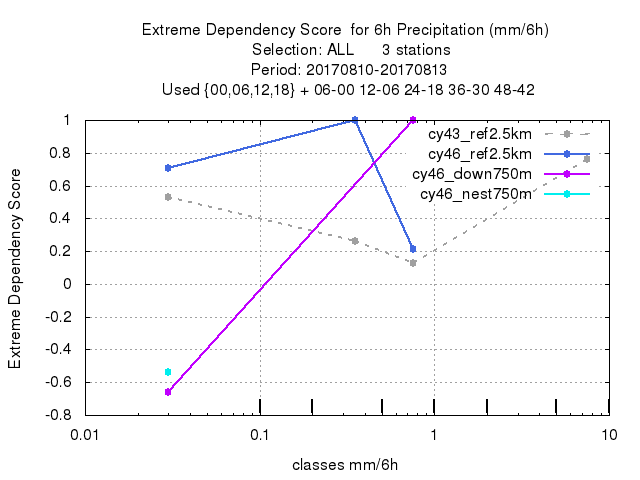 Extreme Dependency Score  for 6h Precipitation (mm/6h)
Selection: ALL      3 stations
Period: 20170810-20170813
Used {00,06,12,18} + 06-00 12-06 24-18 36-30 48-42
1
0.8
0.6
0.4
0.2
0
-0.2
-0.4
-0.6
-0.8
Extreme Dependency Score
cy43_ref2.5km
cy46_ref2.5km
cy46_down750m
cy46_nest750m
0.01 0.1 1 10
classes mm/6h